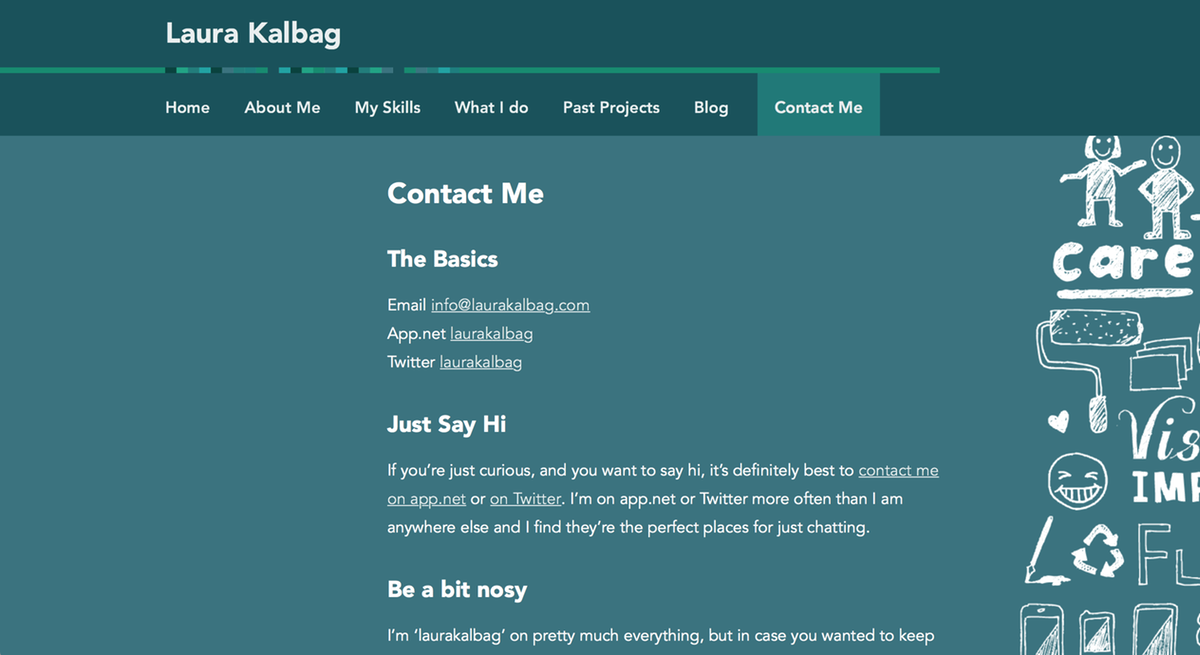 Laura Kalbag
Home About Me My Skills What I do Past Projects Blog Contact Me
Contact Me
The Basics
Email info@laurakalbag.com
App.net laurakalbag
Twitter laurakalbag
Just Say Hi
If you’re just curious, and you want to say hi, it’s definitely best to contact me
on app.net or on Twitter. I’m on app.net or Twitter more often than I am
anywhere else and I find they’re the perfect places for just chatting.
Be a bit nosy
I’m ‘laurakalbag’ on pretty much everything, but in case you wanted to keep
care